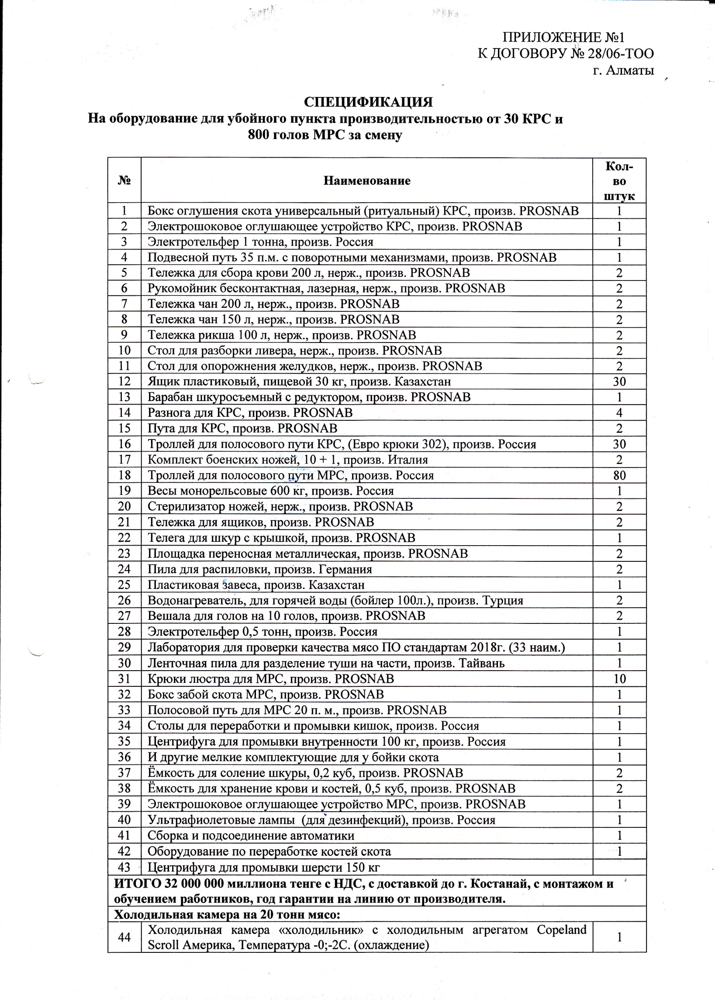 ПРИЛОЖЕНИЕ №1
К ДОГОВОРУ № 28/06-ТОО
г. Алматы
СПЕЦИФИКАЦИЯ
На оборудование для убойного пункта производительностью от 30 КРС и
800 голов МРС за смену
№ Наименование Кол-
во
штук
1 Бокс оглушения скота универсальный (ритуальный) КРС, произв. PROSNAB 1
2 Электрошоковое оглушающее устройство КРС, произв. PROSNAB 1
3 Электротельфер 1 тонна, произв. Россия 1
4 Подвесной путь 35 п.м. с поворотными механизмами, произв. PROSNAB 1
5 Тележка для сбора крови 200 л, нерж., произв. PROSNAB 2
6 Рукомойник бесконтактная, лазерная, нерж., произв. PROSNAB 2
7 Тележка чан 200 л, нерж., произв. PROSNAB 2
8 Тележка чан 150 л, нерж., произв. PROSNAB 2
9 Тележка рикша 100 л, нерж., произв. PROSNAB 2
10 Стол для разборки ливера, нерж., произв. PROSNAB 2
11 Стол для опорожнения желудков, нерж., произв. PROSNAB 2
12 Ящик пластиковый, пищевой 30 кг, произв. Казахстан 30
13 Барабан шкуросъемный с редуктором, произв. PROSNAB 1
14 Разнога для КРС, произв. PROSNAB 4
15 Пута для КРС, произв. PROSNAB 2
16 Троллей для полосового пути КРС, (Евро крюки 302), произв. Россия 30
17 Комплект боенских ножей, 10 + 1, произв. Италия 2
18 Троллей для полосового пути МРС, произв. Россия 80
19 Весы монорельсовые 600 кг, произв. Россия 1
20 Стерилизатор ножей, нерж., произв. PROSNAB 2
21 Тележка для ящиков, произв. PROSNAB 2
22 Телега для шкур с крышкой, произв. PROSNAB 1
23 Площадка переносная металлическая, произв. PROSNAB 2
24 Пила для распиловки, произв. Германия 2
25 Пластиковая завеса, произв. Казахстан 1
26 Водонагреватель, для горячей воды (бойлер 100л.), произв. Турция 2
27 Вешала для голов на 10 голов, произв. PROSNAB 2
28 Электротельфер 0,5 тонн, произв. Россия 1
29 Лаборатория для проверки качества мясо ПО стандартам 2018г. (33 наим.) 1
30 Ленточная пила для разделение туши на части, произв. Тайвань 1
31 Крюки люстра для МРС, произв. PROSNAB 10
32 Бокс забой скота МРС, произв. PROSNAB 1
33 Полосовой путь для МРС 20 п. м., произв. PROSNAB 1
34 Столы для переработки и промывки кишок, произв. Россия 1
35 Центрифуга для промывки внутренности 100 кг, произв. Россия 1
36 И другие мелкие комплектующие для у бойки скота 1
37 Ёмкость для соление шкуры, 0,2 куб, произв. PROSNAB 2
38 Ёмкость для хранение крови и костей, 0,5 куб, произв. PROSNAB 2
39 Электрошоковое оглушающее устройство МРС, произв. PROSNAB 1
40 Ультрафиолетовые лампы (для дезинфекций), произв. Россия 1
41 Сборка и подсоединение автоматики 1
42 Оборудование по переработке костей скота 1
43 Центрифуга для промывки шерсти 150 кг
ИТОГО 32 000 000 миллиона тенге с НДС, с доставкой до г. Костанай, с монтажом и
обучением работников, год гарантии на линию от производителя.
Холодильная камера на 20 тонн мясо:
44 Холодильная камера «холодильник» с холодильным агрегатом Copeland
Scroll Америка, Температура -0;-2С. (охлаждение) 1